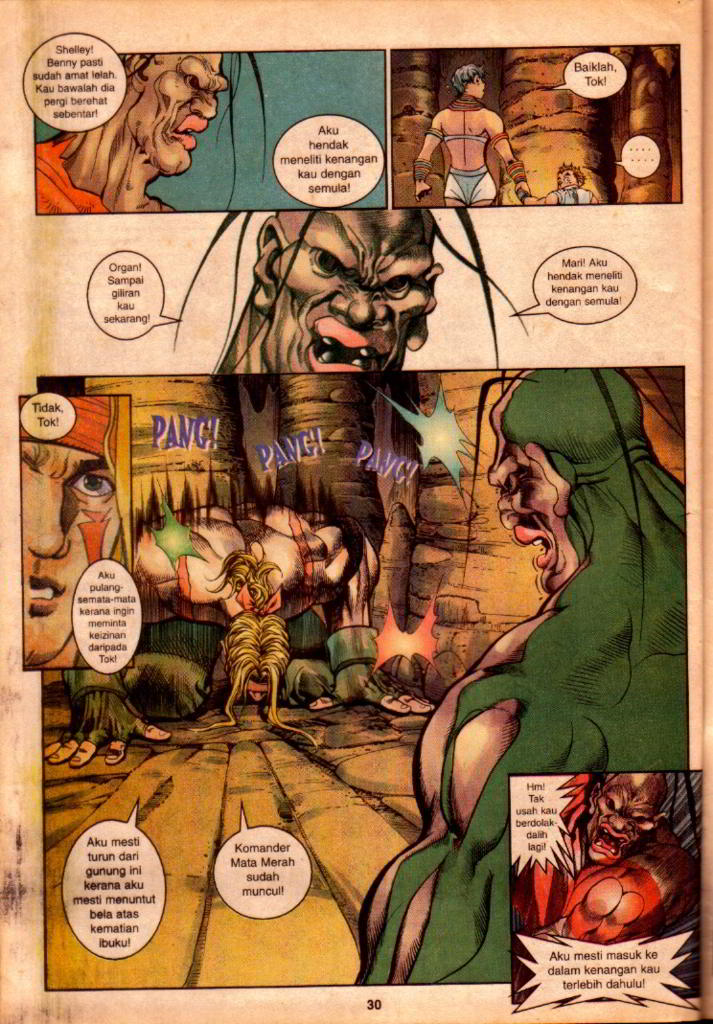 Shelley!
Benny pasti
sudah amat lelah.
Kau bawalah dia
pergi berehat
sebentar!
Aku
hendak
meneliti kenangan
kau dengan
semula!
Baiklah,
Tok!
.....
.....
Organ!
Sampai
giliran
kau
sekarang!
Mari! Aku
hendak meneliti
kenangan kau
dengan semula!
Tidak,
Tok!
PANG!
PANG!
PANG!
Aku
pulang-
semata-mata
kerana ingin
meminta
keizinan
daripada
Tok!
Aku mesti
turun dari
gunung ini
kerana aku
mesti menuntut
bela atas
kematian
ibuku!
Komander
Mata Merah
sudah
muncul!
Hm!
Tak
usah kau
berdolak-
dalih
lagi!
Aku mesti masuk ke
dalam kenangan kau
terlebih dahulu!
30